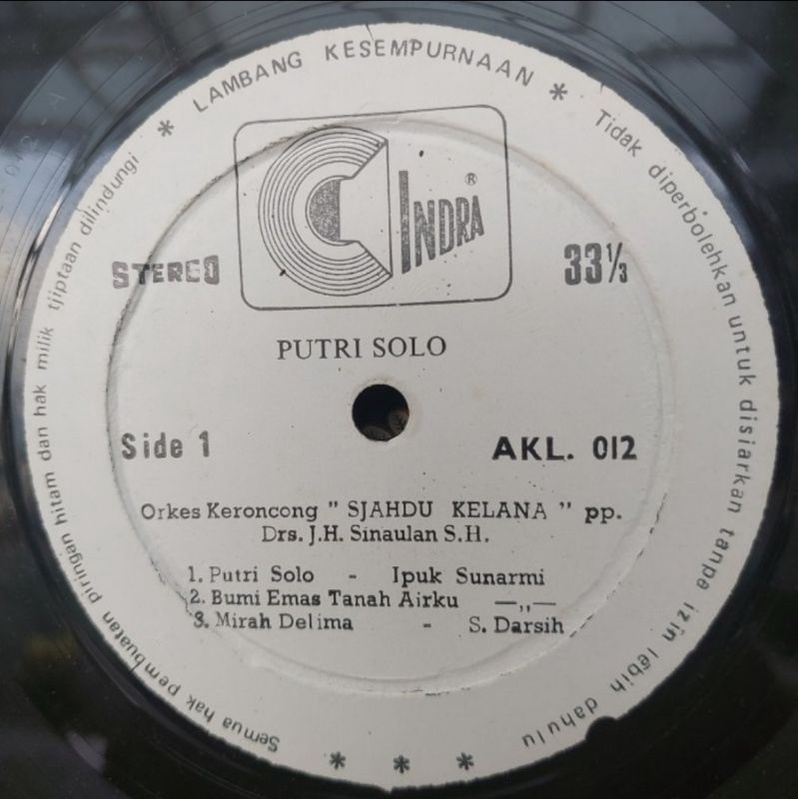 * LAMBANG KESEMPURNAAN *
Tidak diperbolehkan untuk disiarkan tanpa izin lebih dahulu
* * *
Semua hak pembuatan piringan hitam dan hak milik tjiptaan dilindungi
CINDRA ®
STEREO
33⅓
PUTRI SOLO
Side 1
AKL. 012
Orkes Keroncong " SJAHDU KELANA " pp.
Drs. J.H. Sinaulan S.H.
1. Putri Solo - Ipuk Sunarmi
2. Bumi Emas Tanah Airku —„—
3. Mirah Delima - S. Darsih